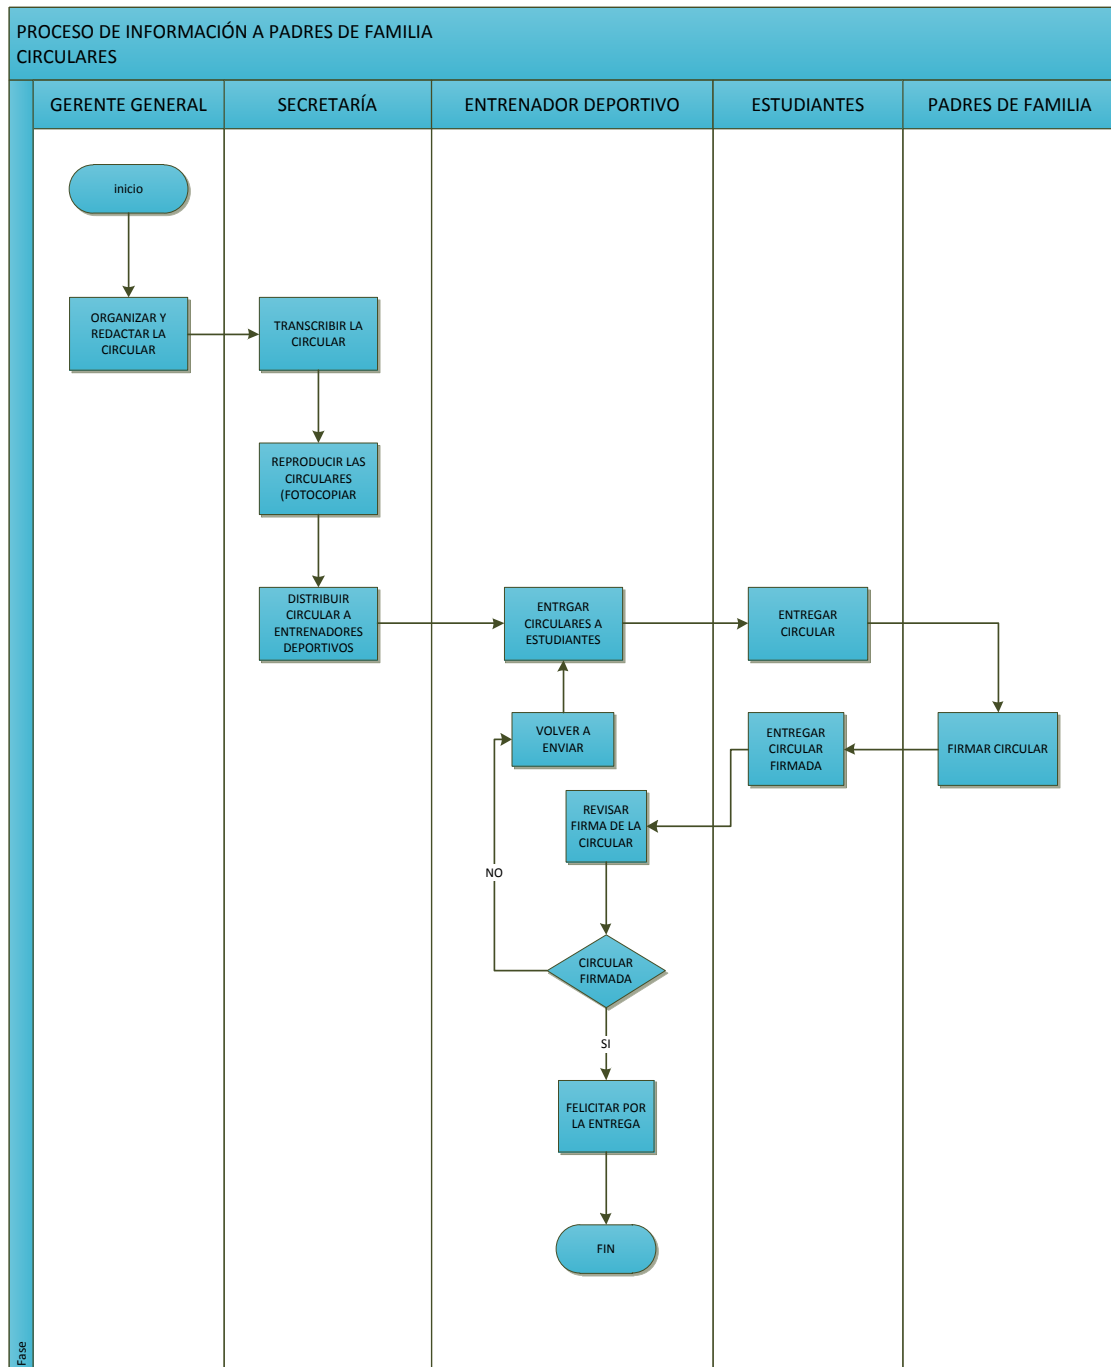 PROCESO DE INFORMACIÓN A PADRES DE FAMILIA
CIRCULARES
GERENTE GENERAL
SECRETARÍA
ENTRENADOR DEPORTIVO
ESTUDIANTES
PADRES DE FAMILIA
inicio
ORGANIZAR Y
REDACTAR LA
CIRCULAR
TRANSCRIBIR LA
CIRCULAR
REPRODUCIR LAS
CIRCULARES
(FOTOCOPIAR
DISTRIBUIR
CIRCULAR A
ENTRENADORES
DEPORTIVOS
ENTRGAR
CIRCULARES A
ESTUDIANTES
ENTREGAR
CIRCULAR
VOLVER A
ENVIAR
ENTREGAR
CIRCULAR
FIRMADA
FIRMAR CIRCULAR
REVISAR
FIRMA DE LA
CIRCULAR
NO
CIRCULAR
FIRMADA
SI
FELICITAR POR
LA ENTREGA
FIN
Fase